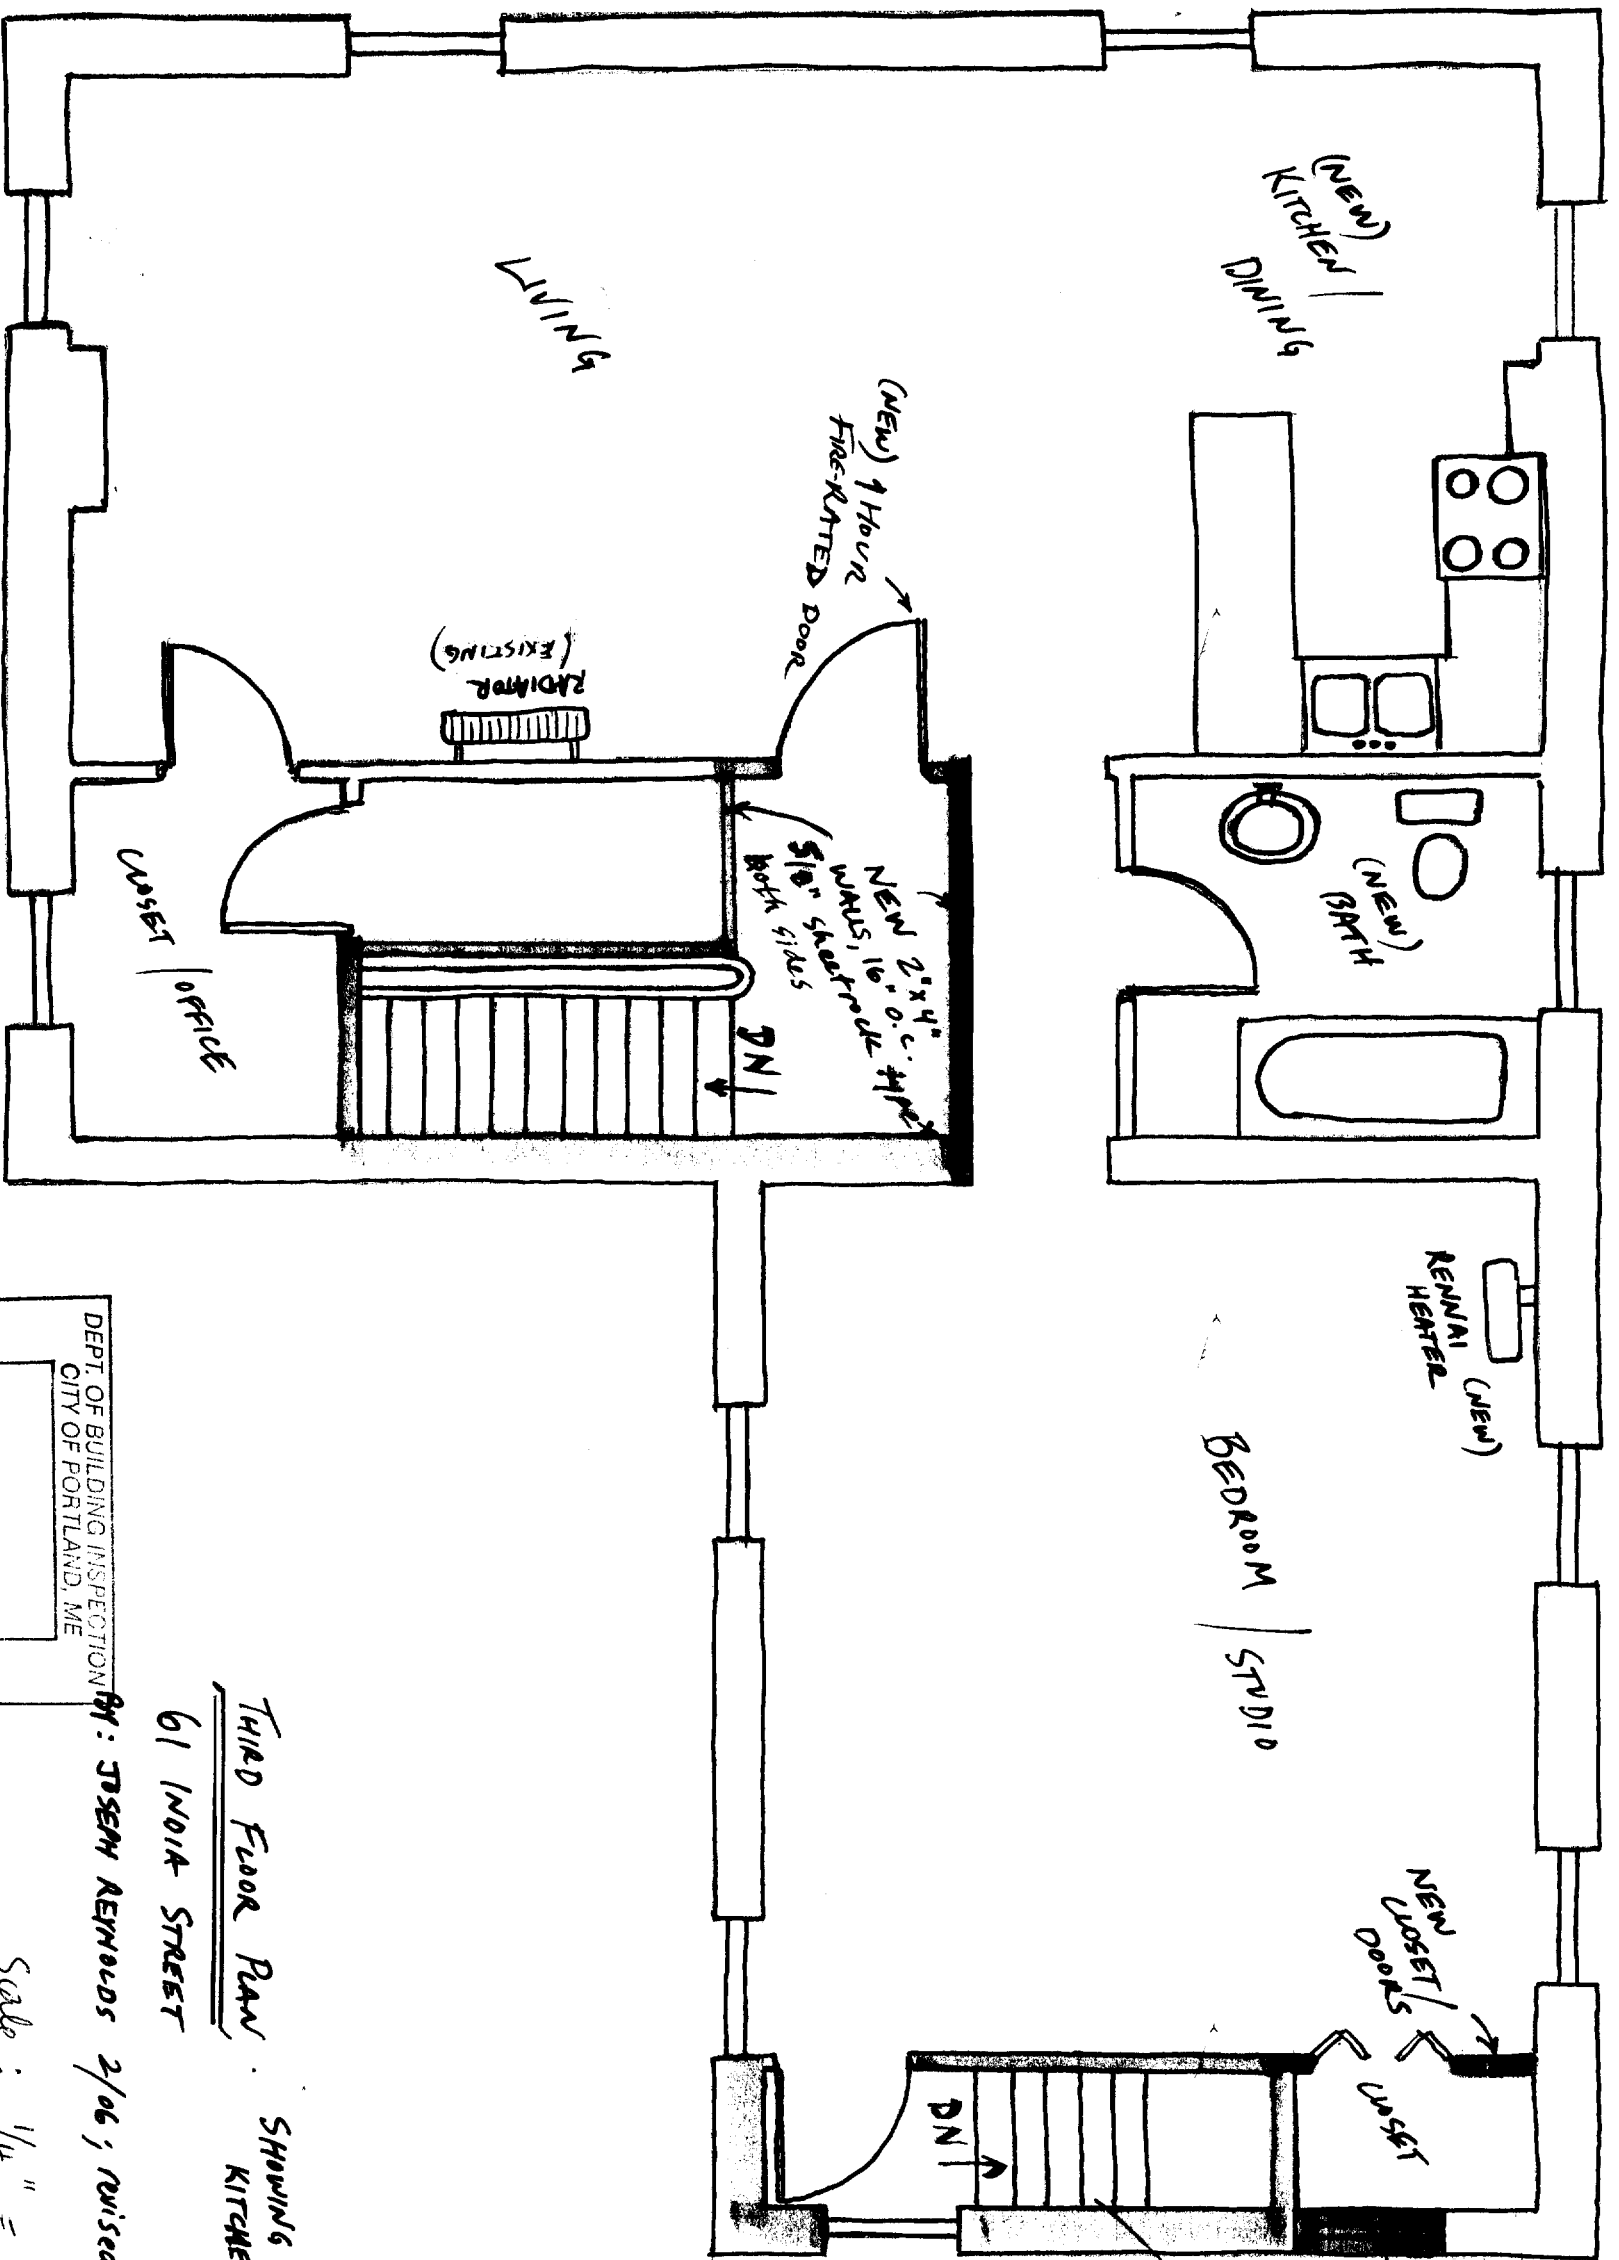 (NEW)
KITCHEN /
DINING
LIVING
(NEW) 1 HOUR
FIRE-RATED DOOR
RADIATOR
(EXISTING)
NEW 2"x4"
WALLS, 16" O.C.
5/8" sheetrock type
both sides
(NEW)
BATH
CLOSET / OFFICE
DN
RENNAI (NEW)
HEATER
BEDROOM / STUDIO
NEW
CLOSET /
DOORS
CLOSET
DN
THIRD FLOOR PLAN . SHOWING
KITCHE
61 INDIA STREET
BY: JOSEPH REYNOLDS 2/06; revised
Scale : 1/4" =
DEPT. OF BUILDING INSPECTION
CITY OF PORTLAND, ME